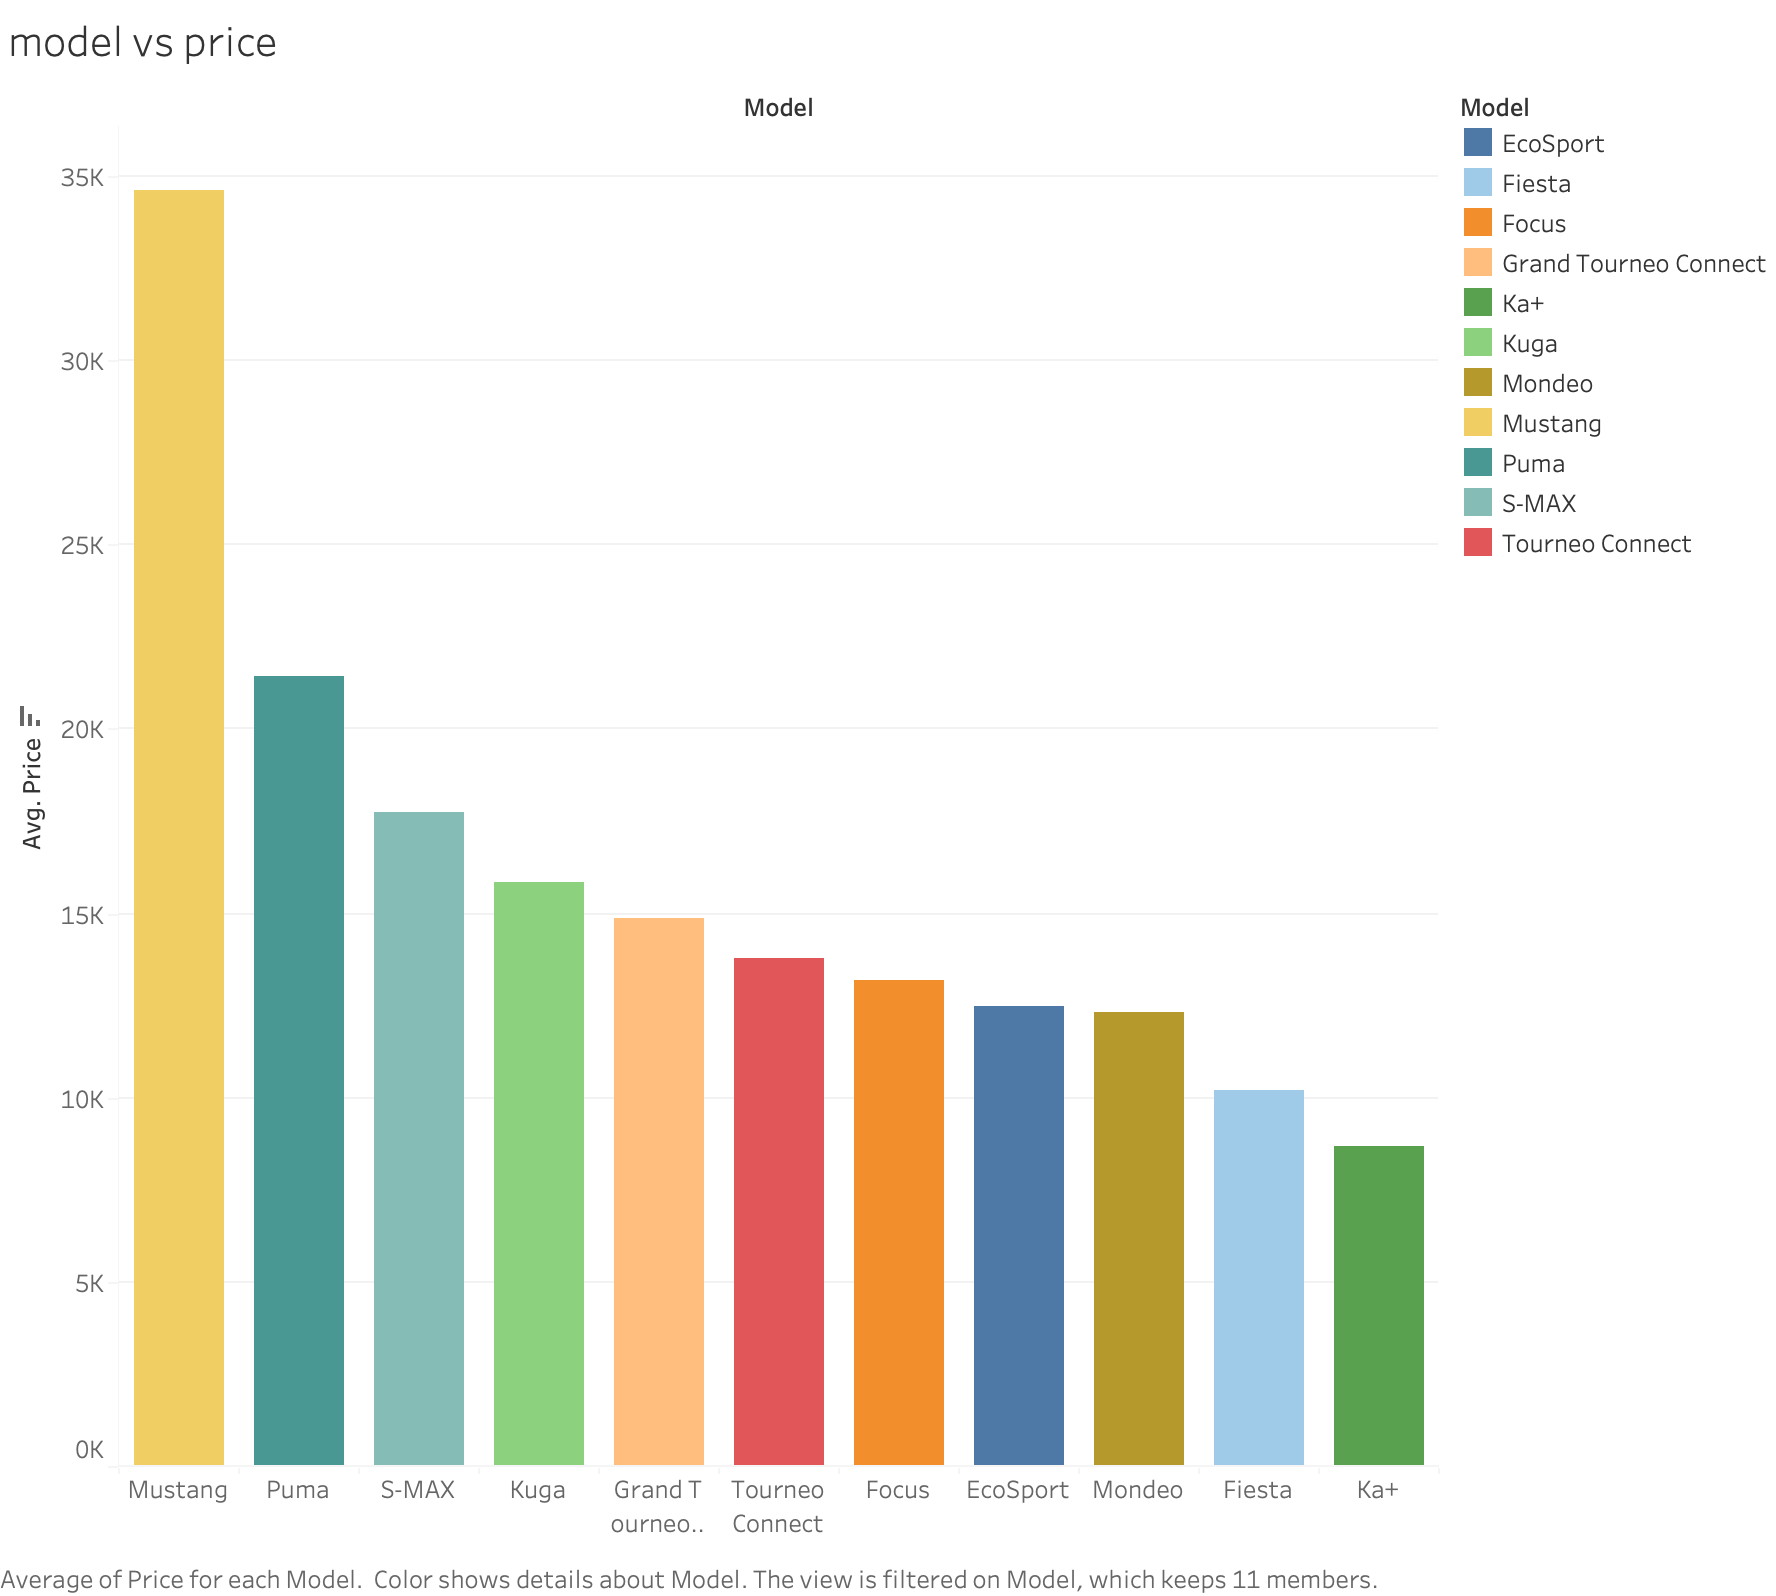 model vs price
Model
35K
30K
25K
20K
15K
10K
5K
0K
Avg. Price
Mustang
Puma
S-MAX
Kuga
Grand T
ourneo..
Tourneo
Connect
Focus
EcoSport
Mondeo
Fiesta
Ka+
Model
EcoSport
Fiesta
Focus
Grand Tourneo Connect
Ka+
Kuga
Mondeo
Mustang
Puma
S-MAX
Tourneo Connect
Average of Price for each Model.  Color shows details about Model. The view is filtered on Model, which keeps 11 members.